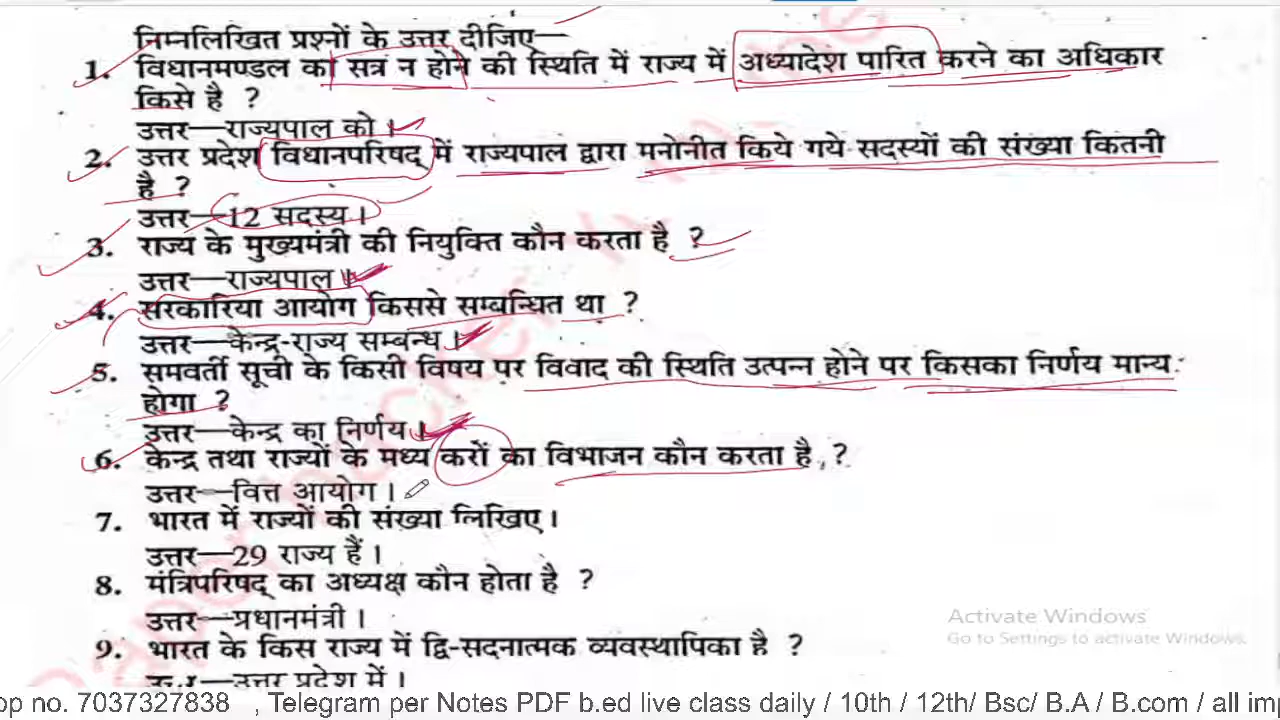 निम्नलिखित प्रश्नों के उत्तर दीजिए—
1. विधानमण्डल का सत्र न होने की स्थिति में राज्य में अध्यादेश पारित करने का अधिकार
किसे है ?
उत्तर—राज्यपाल को।
2. उत्तर प्रदेश विधानपरिषद् में राज्यपाल द्वारा मनोनीत किये गये सदस्यों की संख्या कितनी
है ?
उत्तर—12 सदस्य।
3. राज्य के मुख्यमंत्री की नियुक्ति कौन करता है ?
उत्तर—राज्यपाल।
4. सरकारिया आयोग किससे सम्बन्धित था ?
उत्तर—केन्द्र-राज्य सम्बन्ध।
5. समवर्ती सूची के किसी विषय पर विवाद की स्थिति उत्पन्न होने पर किसका निर्णय मान्य
होगा ?
उत्तर—केन्द्र का निर्णय।
6. केन्द्र तथा राज्यों के मध्य करों का विभाजन कौन करता है ?
उत्तर—वित्त आयोग।
7. भारत में राज्यों की संख्या लिखिए।
उत्तर—29 राज्य हैं।
8. मंत्रिपरिषद् का अध्यक्ष कौन होता है ?
उत्तर—प्रधानमंत्री।
9. भारत के किस राज्य में द्वि-सदनात्मक व्यवस्थापिका है ?
उत्तर—उत्तर प्रदेश में।
Activate Windows
Go to Settings to activate Windows.
pp no. 7037327838 , Telegram per Notes PDF b.ed live class daily / 10th / 12th/ Bsc/ B.A / B.com / all imp